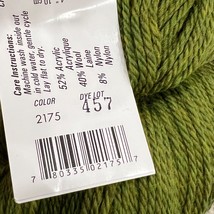 Care Instructions:
Machine wash inside out
in cold water, gentle cycle
Lay flat to dry.
52% Acrylic
Acrylique
40% Wool
Laine
8% Nylon
Nylon
COLOR
2175
DYE LOT
457
7 80335 02175 7